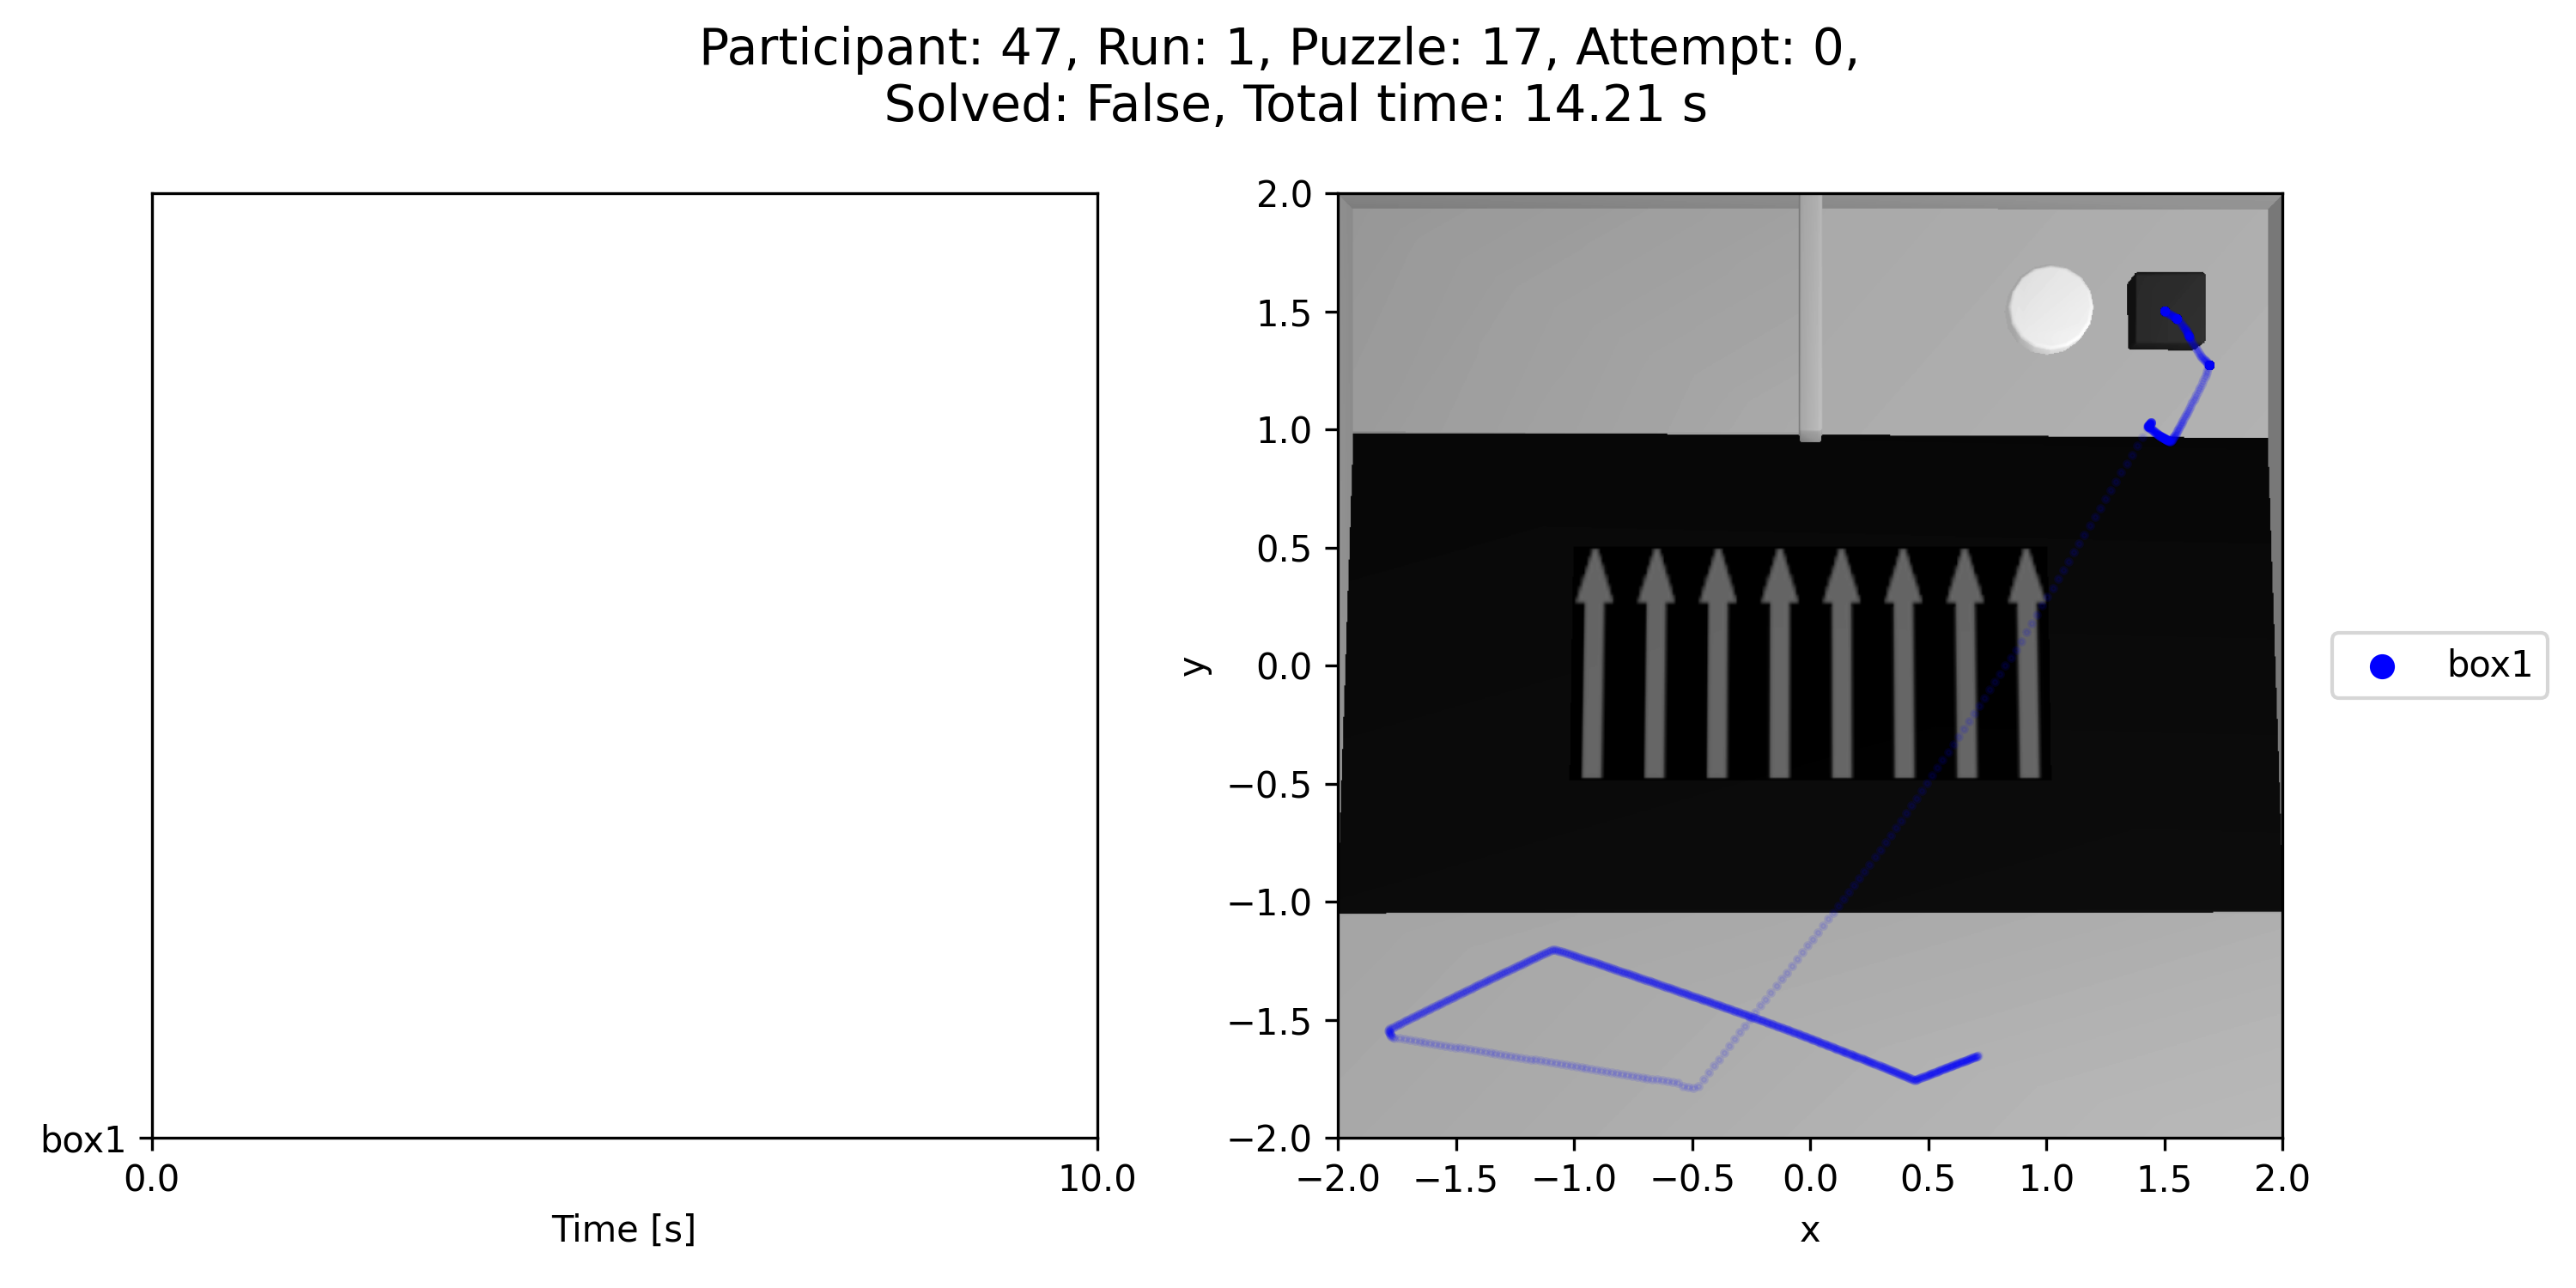 Participant: 47, Run: 1, Puzzle: 17, Attempt: 0,
Solved: False, Total time: 14.21 s
box1
0.0
10.0
Time [s]
2.0
1.5
1.0
0.5
0.0
−0.5
−1.0
−1.5
−2.0
y
−2.0
−1.5
−1.0
−0.5
0.0
0.5
1.0
1.5
2.0
x
box1